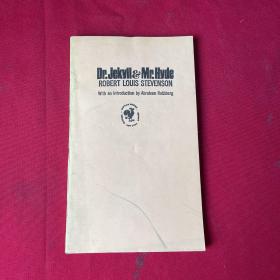 Dr. Jekyll & Mr. Hyde
ROBERT LOUIS STEVENSON
With an Introduction by Abraham Rothberg